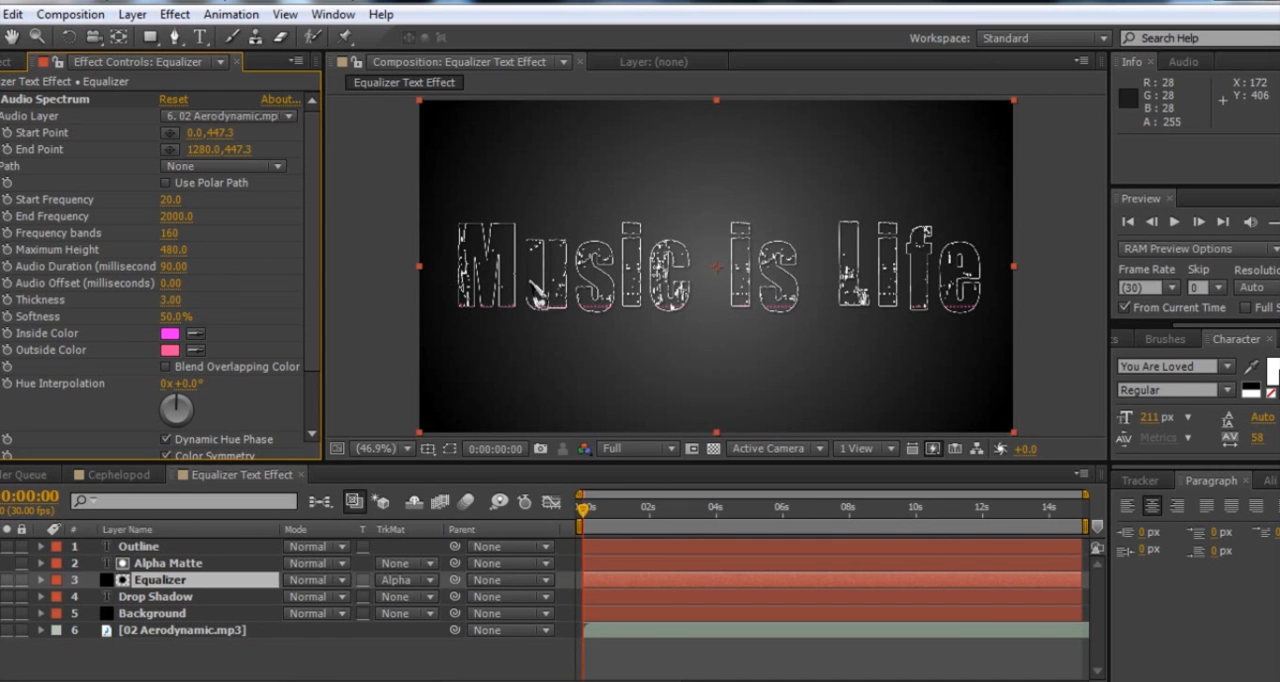 Edit Composition Layer Effect Animation View Window Help
Workspace: Standard Search Help
Effect Controls: Equalizer
Composition: Equalizer Text Effect
Layer: (none)
Info Audio
zer Text Effect • Equalizer
Equalizer Text Effect
Audio Spectrum Reset About...
Audio Layer 6. 02 Aerodynamic.mp
Start Point 0.0,447.3
End Point 1280.0,447.3
Path None
Use Polar Path
Start Frequency 20.0
End Frequency 2000.0
Frequency bands 160
Maximum Height 480.0
Audio Duration (millisecond 90.00
Audio Offset (milliseconds) 0.00
Thickness 3.00
Softness 50.0%
Inside Color
Outside Color
Blend Overlapping Color
Hue Interpolation 0x+0.0°
Dynamic Hue Phase
Color Symmetry
Music is Life
(46.9%) 0:00:00:00 Full Active Camera 1 View +0.0
R: 28 X: 172
G: 28 Y: 406
B: 28
A: 255
Preview
RAM Preview Options
Frame Rate Skip Resolutio
(30) 0 Auto
From Current Time Full S
s Brushes Character
You Are Loved
Regular
211 px Auto
Metrics 58
Tracker Paragraph Ali
0 px 0 px 0
0 px 0 px
der Queue Cephelopod Equalizer Text Effect
0:00:00
0 (30.00 fps)
02s 04s 06s 08s 10s 12s 14s
# Layer Name Mode T TrkMat Parent
1 Outline Normal None
2 Alpha Matte Normal None None
3 Equalizer Normal Alpha None
4 Drop Shadow Normal None None
5 Background Normal None None
6 [02 Aerodynamic.mp3] None